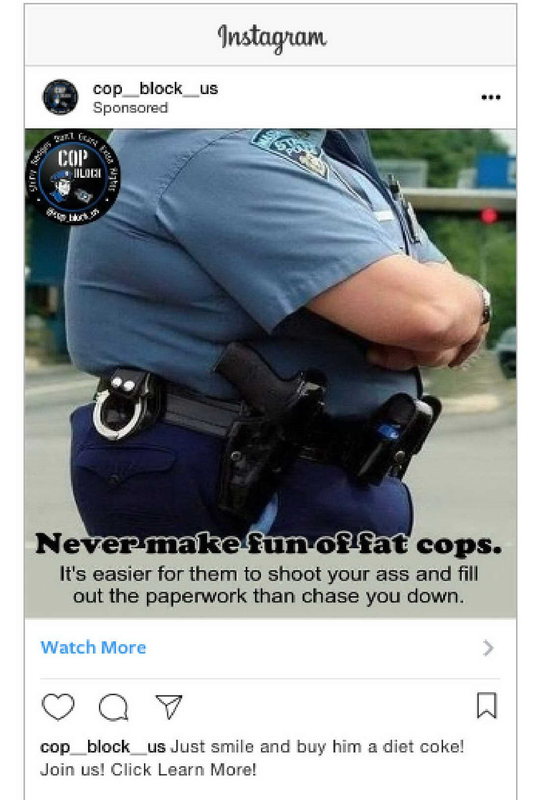 Instagram
cop__block__us
Sponsored
Shiny Badges Don't Grant Extra Rights
COP
BLOCK
@cop_block_us
STATE
Never make fun of fat cops.
It's easier for them to shoot your ass and fill
out the paperwork than chase you down.
Watch More
cop__block__us Just smile and buy him a diet coke!
Join us! Click Learn More!